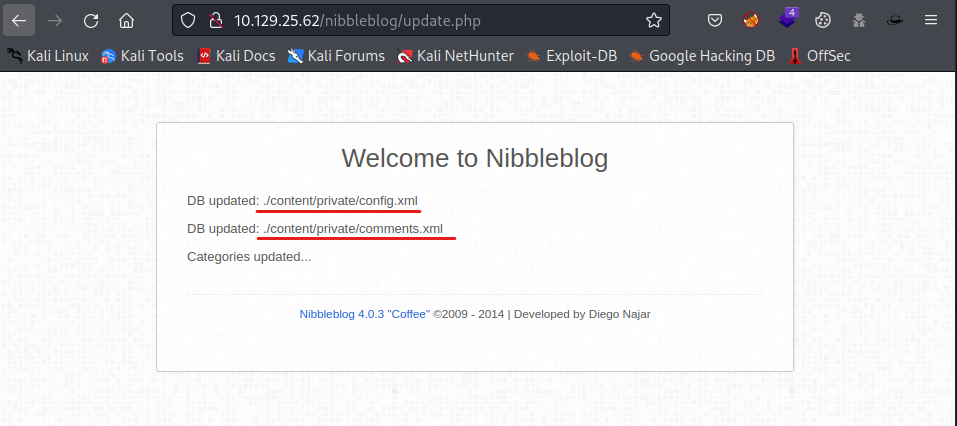 10.129.25.62/nibbleblog/update.php
4
Kali Linux Kali Tools Kali Docs Kali Forums Kali NetHunter Exploit-DB Google Hacking DB OffSec
Welcome to Nibbleblog
DB updated: ./content/private/config.xml
DB updated: ./content/private/comments.xml
Categories updated...
Nibbleblog 4.0.3 "Coffee" ©2009 - 2014 | Developed by Diego Najar